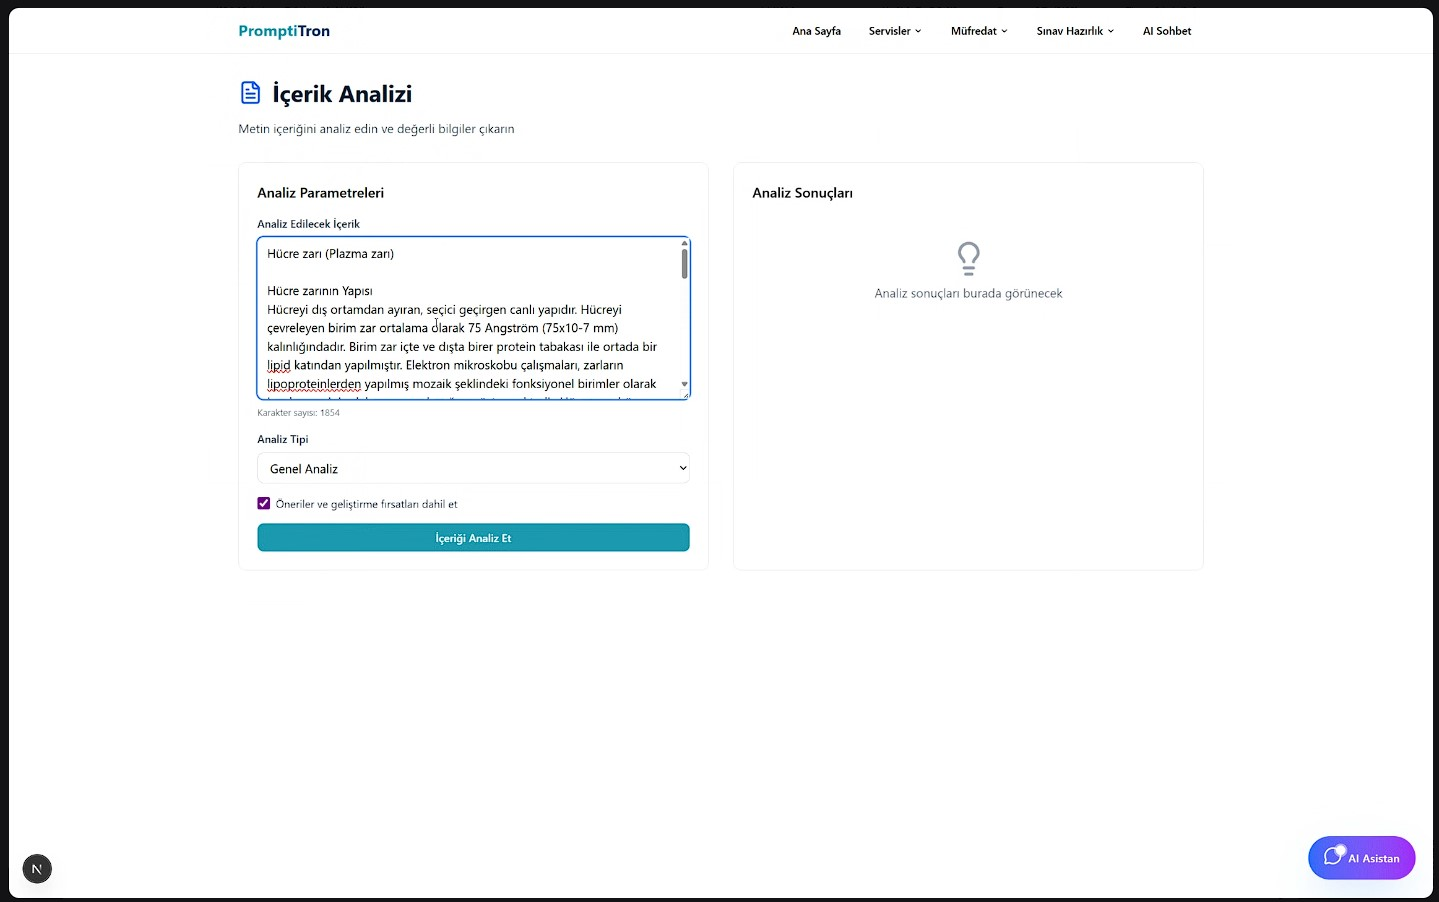 PromptiTron
Ana Sayfa
Servisler
Müfredat
Sınav Hazırlık
AI Sohbet
İçerik Analizi
Metin içeriğini analiz edin ve değerli bilgiler çıkarın
Analiz Parametreleri
Analiz Edilecek İçerik
Hücre zarı (Plazma zarı)
Hücre zarının Yapısı
Hücreyi dış ortamdan ayıran, seçici geçirgen canlı yapıdır. Hücreyi
çevreleyen birim zar ortalama olarak 75 Angström (75x10-7 mm)
kalınlığındadır. Birim zar içte ve dışta birer protein tabakası ile ortada bir
lipid katından yapılmıştır. Elektron mikroskobu çalışmaları, zarların
lipoproteinlerden yapılmış mozaik şeklindeki fonksiyonel birimler olarak
Karakter sayısı: 1854
Analiz Tipi
Genel Analiz
Öneriler ve geliştirme fırsatları dahil et
İçeriği Analiz Et
Analiz Sonuçları
Analiz sonuçları burada görünecek
N
AI Asistan